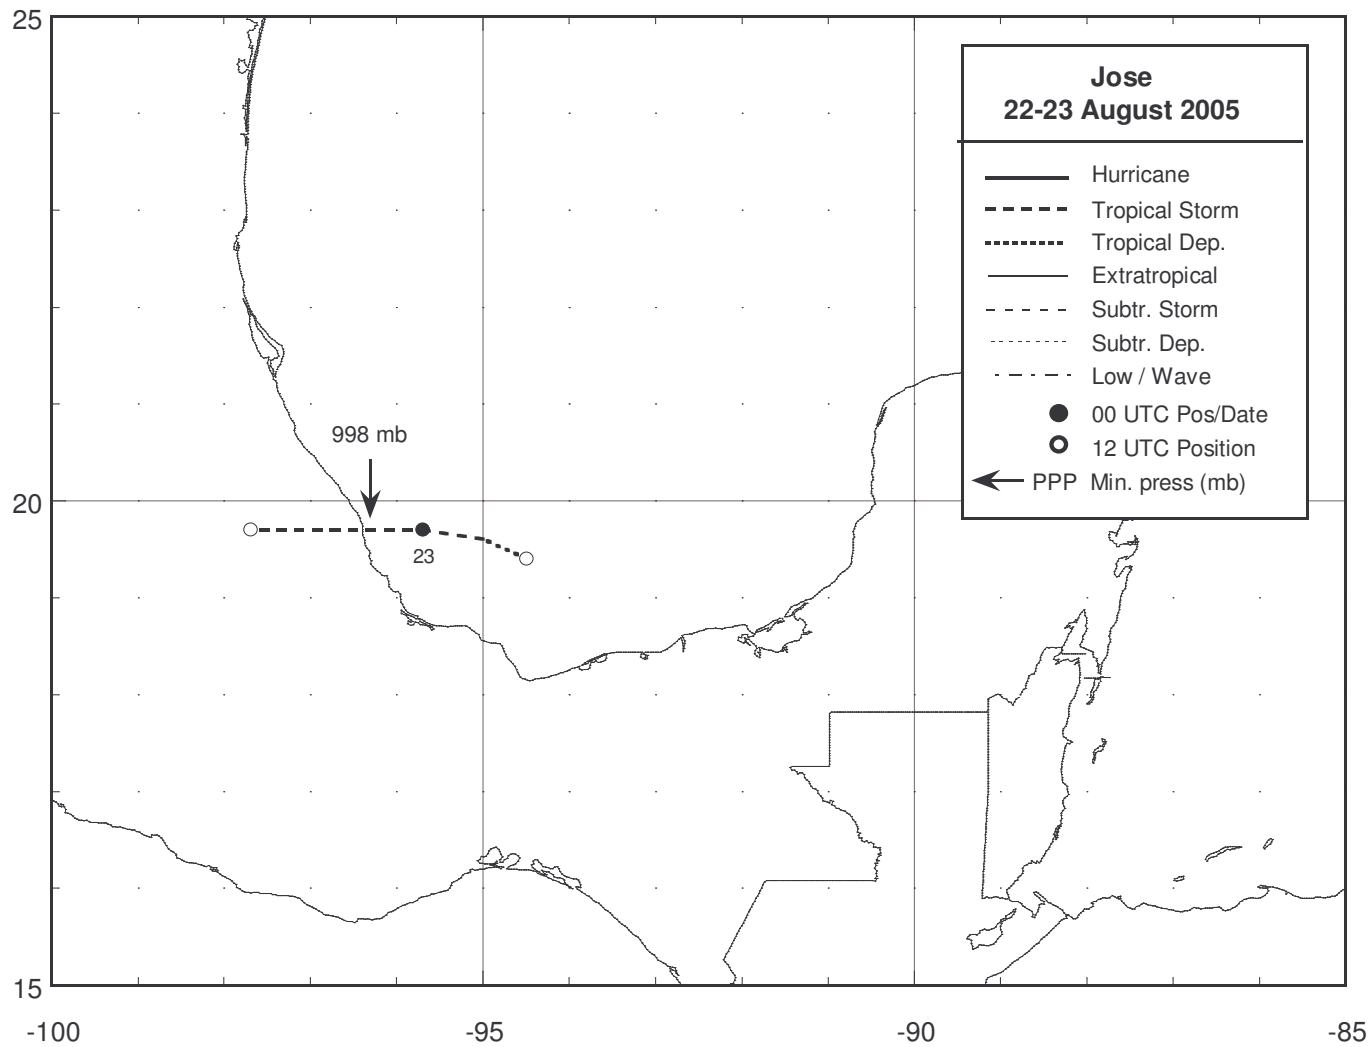 25
Jose
22-23 August 2005
Hurricane
Tropical Storm
Tropical Dep.
Extratropical
Subtr. Storm
Subtr. Dep.
Low / Wave
00 UTC Pos/Date
12 UTC Position
PPP Min. press (mb)
998 mb
20
23
15
-100 -95 -90 -85